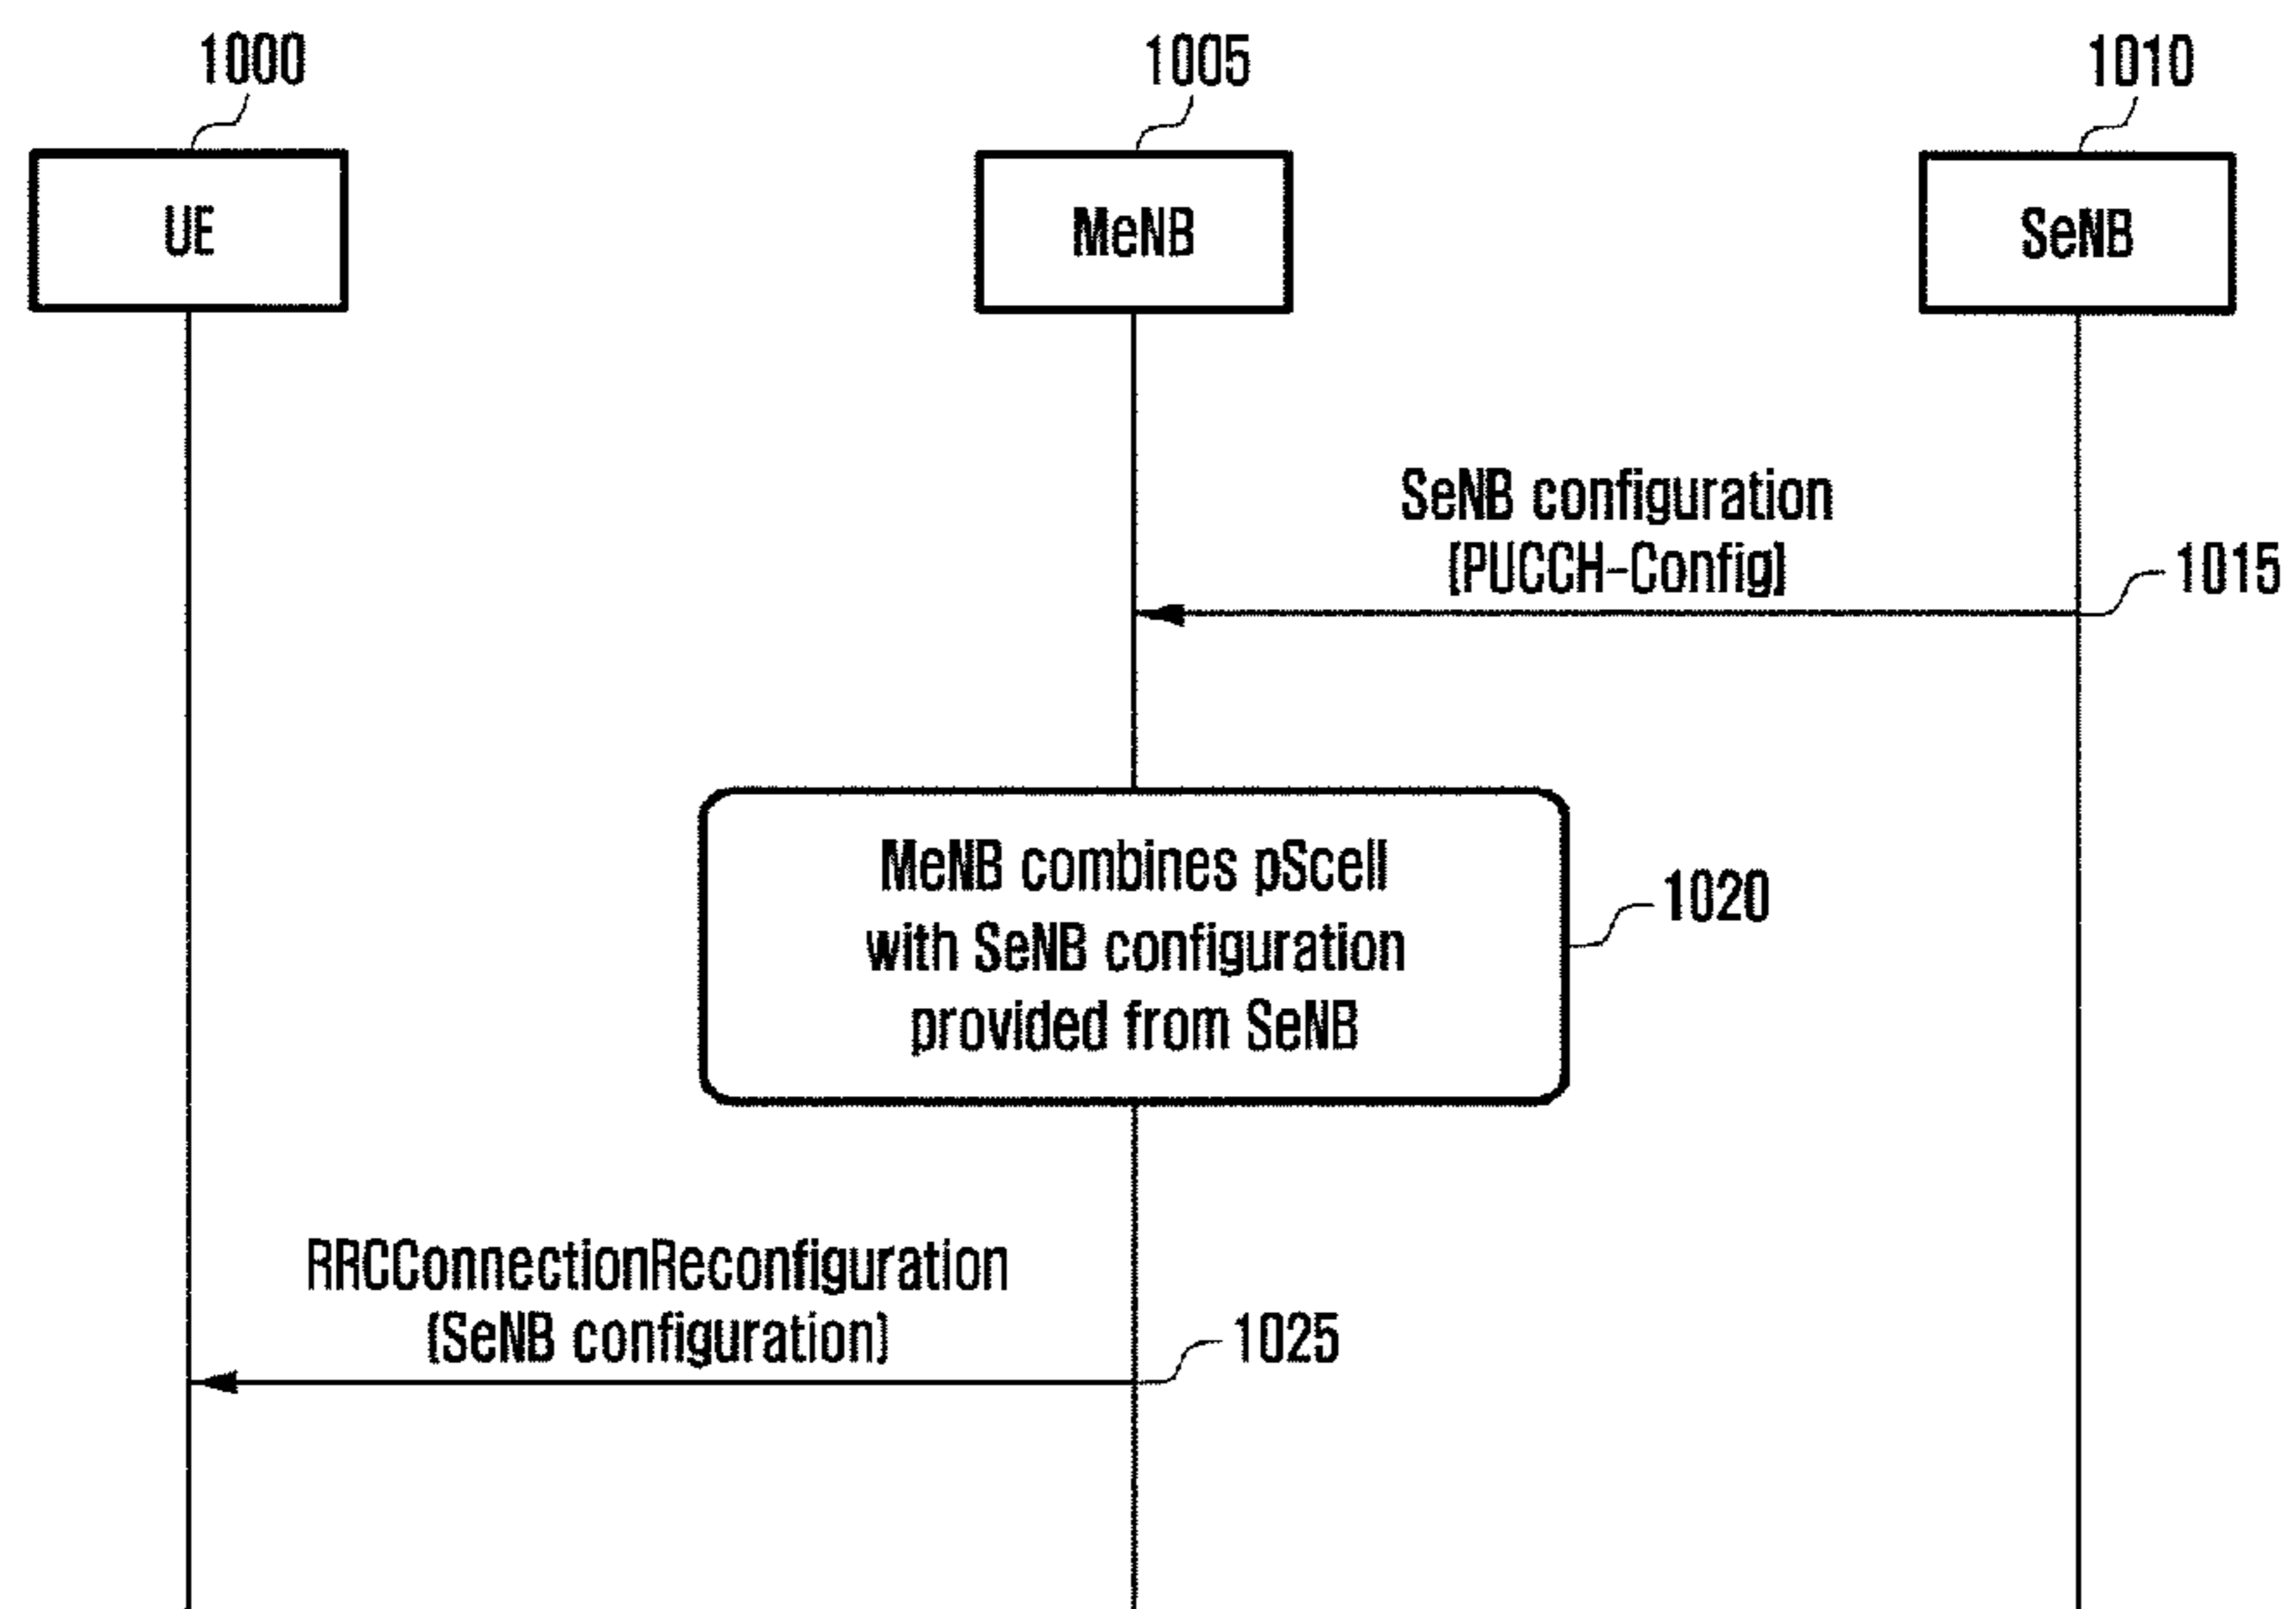 1000
1005
1010
UE
MeNB
SeNB
SeNB configuration
(PUCCH-Config)
1015
MeNB combines pScell
with SeNB configuration
provided from SeNB
1020
RRCConnectionReconfiguration
(SeNB configuration)
1025